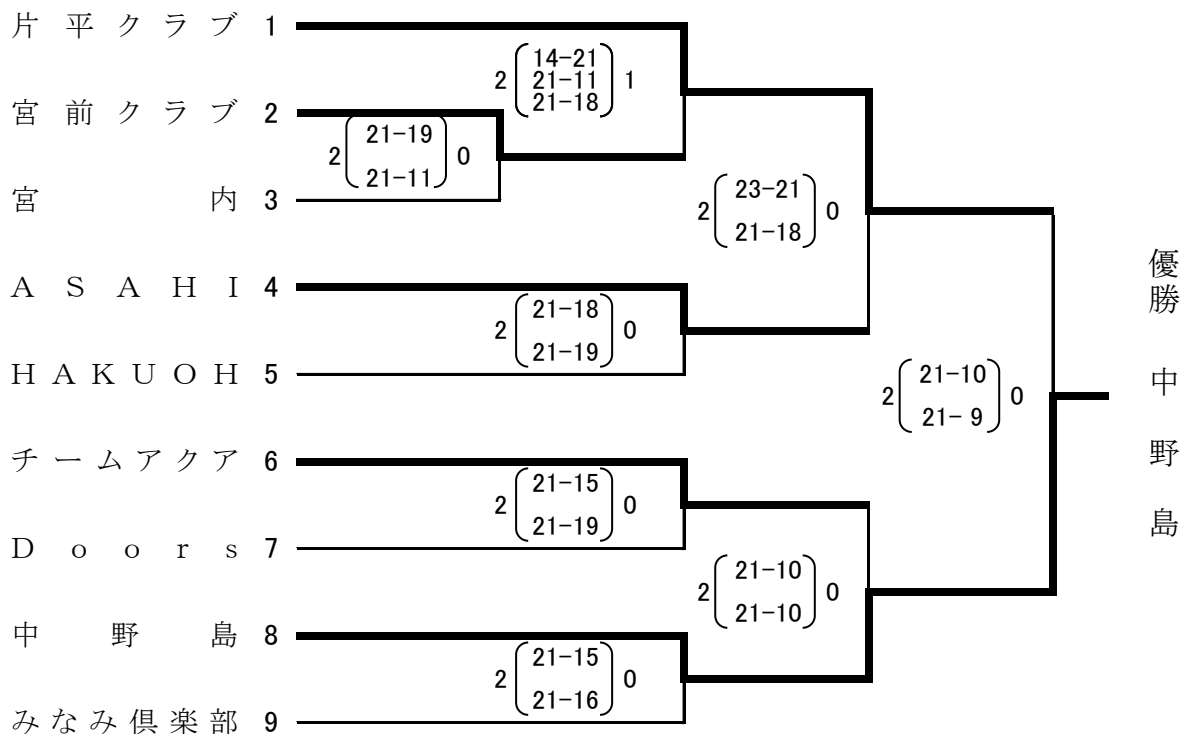 片平クラブ 1
2 14-21 21-11 21-18 1
宮前クラブ 2
2 21-19 21-11 0
宮内 3
2 23-21 21-18 0
ASAHI 4
2 21-18 21-19 0
HAKUOH 5
2 21-10 21- 9 0
優勝 中野島
チームアクア 6
2 21-15 21-19 0
Doors 7
2 21-10 21-10 0
中野島 8
2 21-15 21-16 0
みなみ倶楽部 9